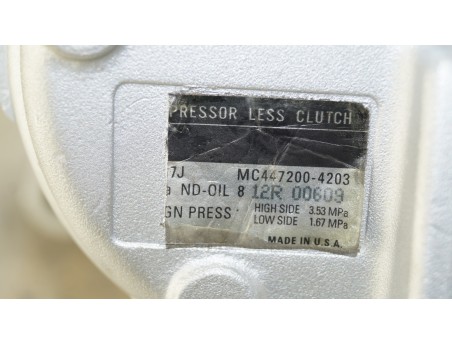 PRESSOR LESS CLUTCH
7J MC447200-4203
a ND-OIL 8 12R 00609
GN PRESS: HIGH SIDE 3.53 MPa
LOW SIDE 1.67 MPa
MADE IN U.S.A.